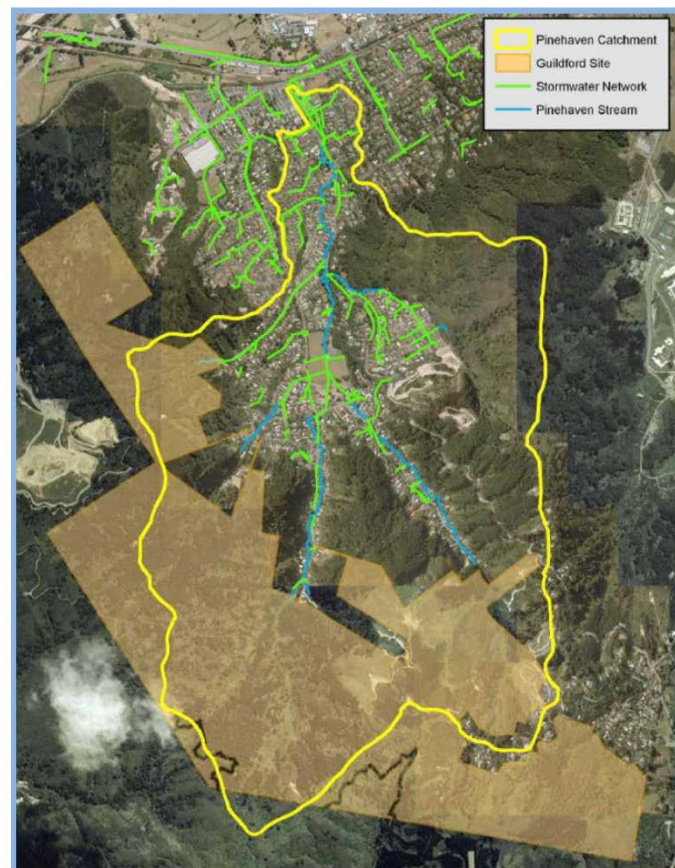 Pinehaven Catchment
Guildford Site
Stormwater Network
Pinehaven Stream